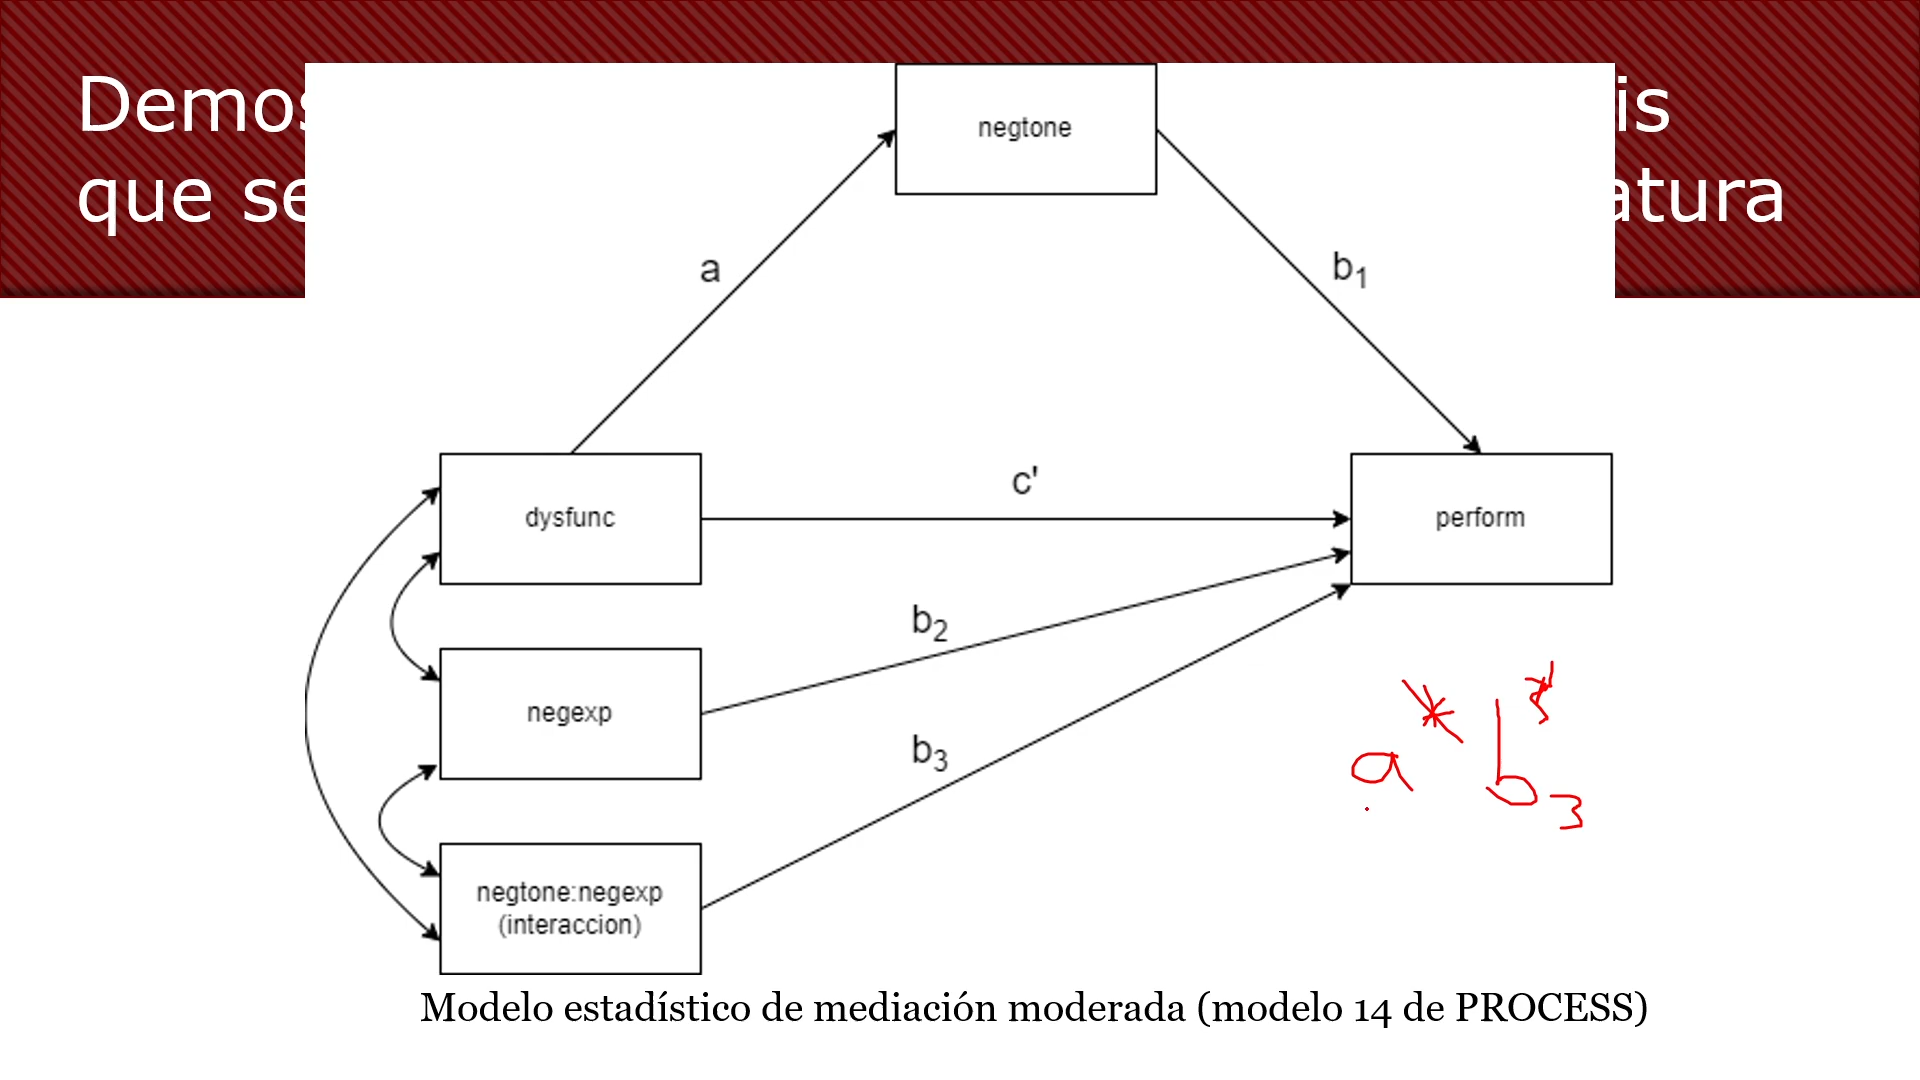 Demos
is
que se
atura
negtone
a
b1
dysfunc
c'
perform
b2
negexp
b3
a * b3
negtone:negexp
(interaccion)
Modelo estadístico de mediación moderada (modelo 14 de PROCESS)